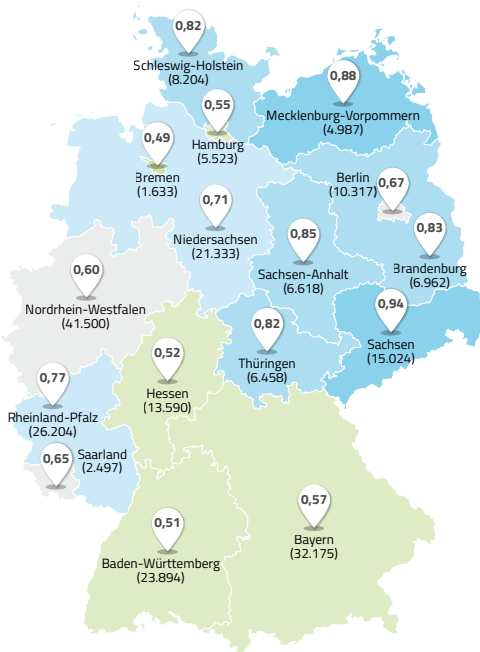 0,82
Schleswig-Holstein
(8.204)
0,88
Mecklenburg-Vorpommern
(4.987)
0,55
Hamburg
(5.523)
0,49
Bremen
(1.633)
Berlin
(10.317)
0,67
0,71
Niedersachsen
(21.333)
0,85
Sachsen-Anhalt
(6.618)
0,83
Brandenburg
(6.962)
0,60
Nordrhein-Westfalen
(41.500)
0,94
Sachsen
(15.024)
0,82
Thüringen
(6.458)
0,52
Hessen
(13.590)
0,77
Rheinland-Pfalz
(26.204)
0,65
Saarland
(2.497)
0,57
Bayern
(32.175)
0,51
Baden-Württemberg
(23.894)